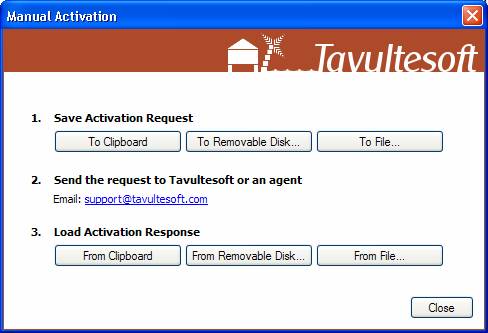 Manual Activation
Tavultesoft
1. Save Activation Request
To Clipboard To Removable Disk... To File...
2. Send the request to Tavultesoft or an agent
Email: support@tavultesoft.com
3. Load Activation Response
From Clipboard From Removable Disk... From File...
Close